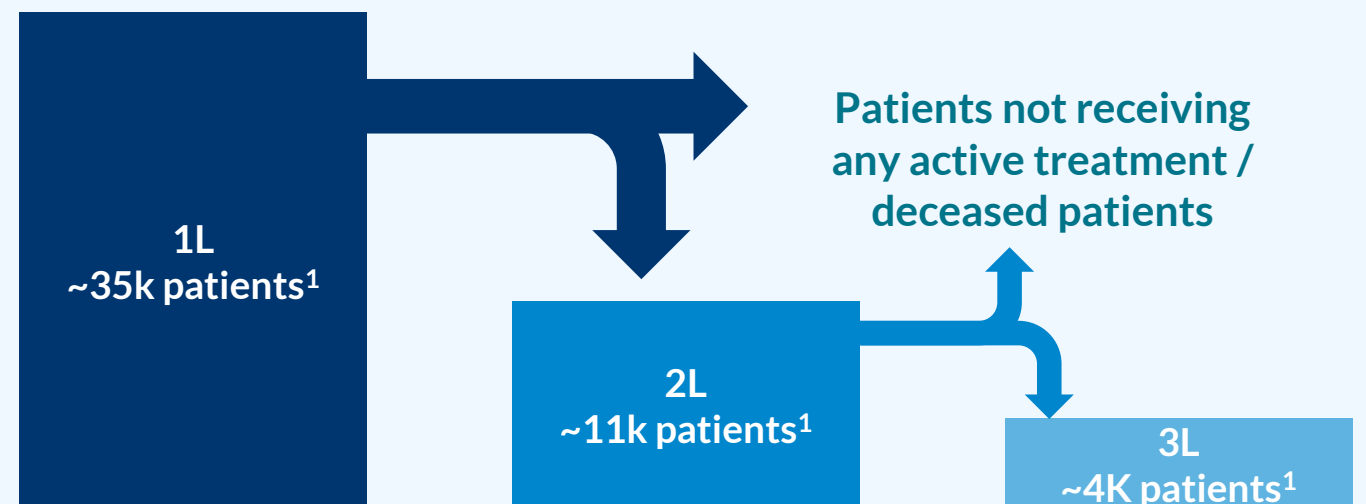 1L
~35k patients¹
Patients not receiving
any active treatment /
deceased patients
2L
~11k patients¹
3L
~4K patients¹